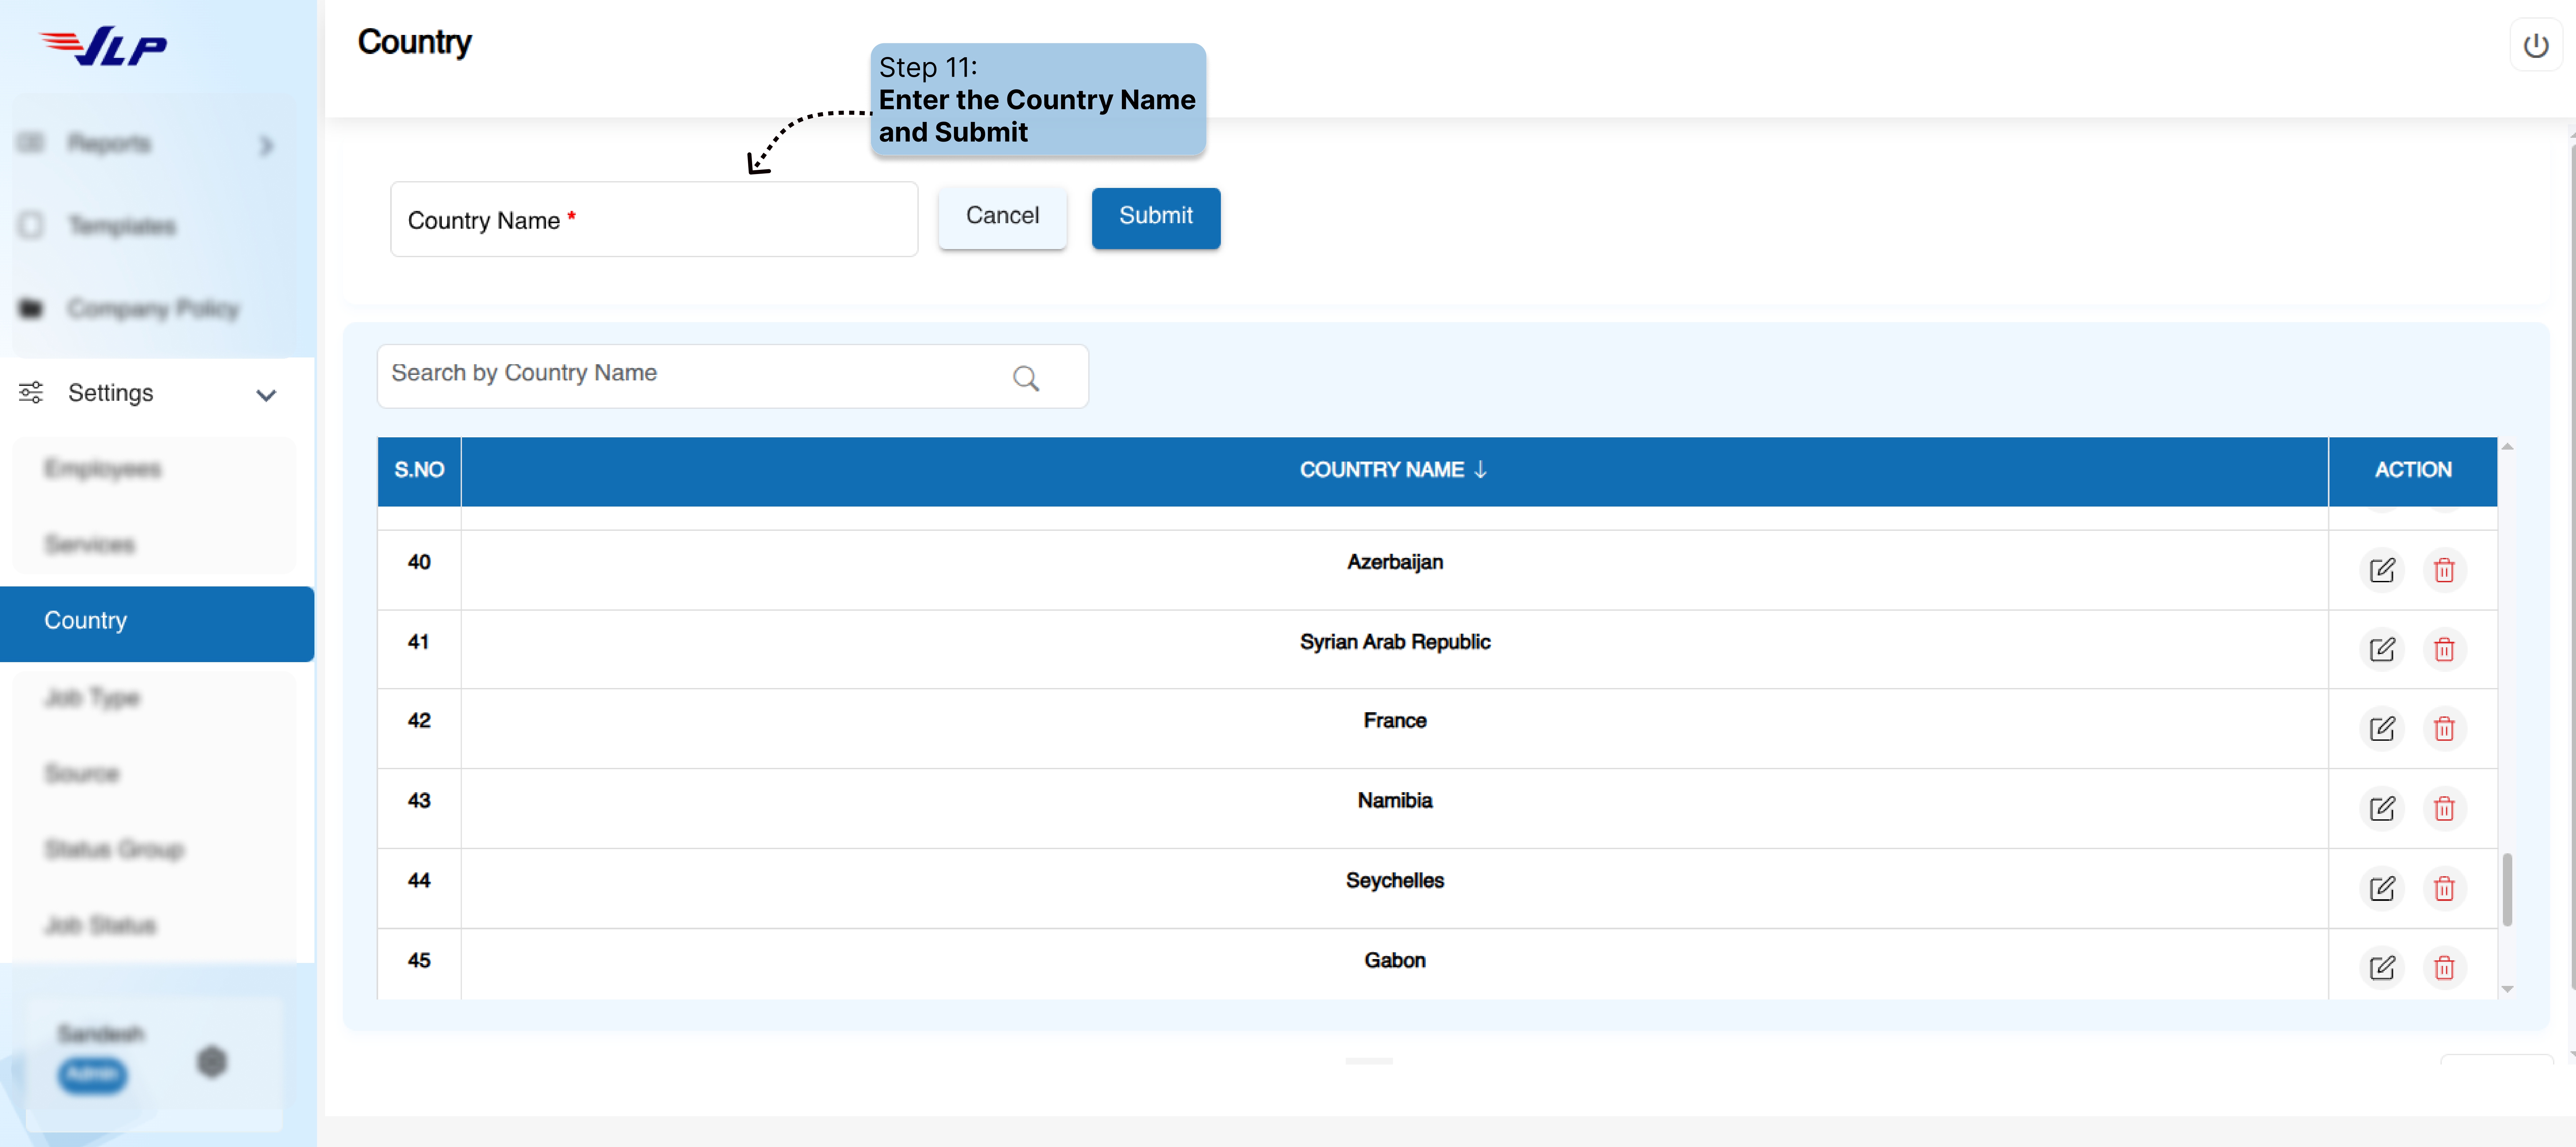 VLP
Country
Step 11:
Enter the Country Name
and Submit
Reports
Templates
Company Policy
Country Name *
Cancel
Submit
Search by Country Name
Settings
Employees
Services
Country
Job Type
Source
Status Group
Job Status
Sandesh
Admin
S.NO
COUNTRY NAME ↓
ACTION
40
Azerbaijan
41
Syrian Arab Republic
42
France
43
Namibia
44
Seychelles
45
Gabon